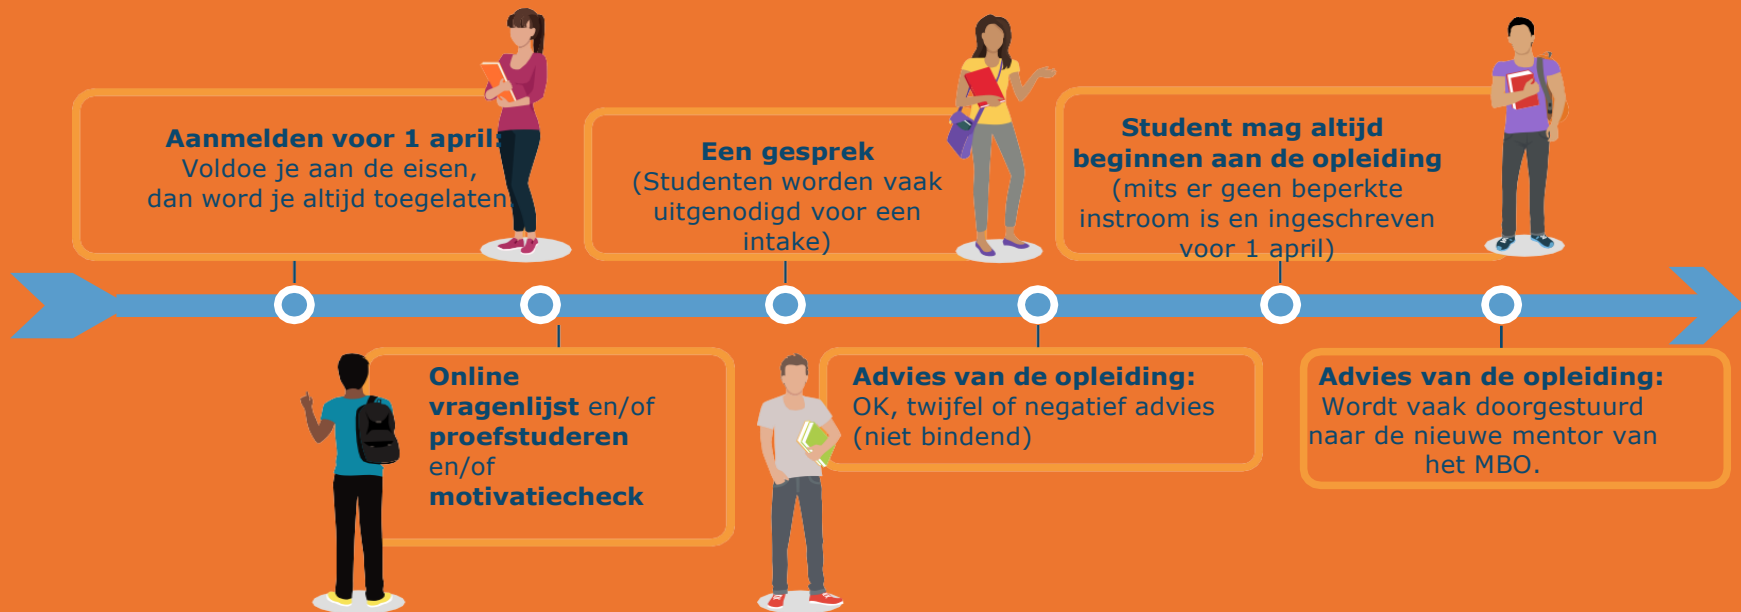 Aanmelden voor 1 april:
Voldoe je aan de eisen,
dan word je altijd toegelaten.
Online
vragenlijst en/of
proefstuderen
en/of
motivatiecheck
Een gesprek
(Studenten worden vaak
uitgenodigd voor een
intake)
Advies van de opleiding:
OK, twijfel of negatief advies
(niet bindend)
Student mag altijd
beginnen aan de opleiding
(mits er geen beperkte
instroom is en ingeschreven
voor 1 april)
Advies van de opleiding:
Wordt vaak doorgestuurd
naar de nieuwe mentor van
het MBO.